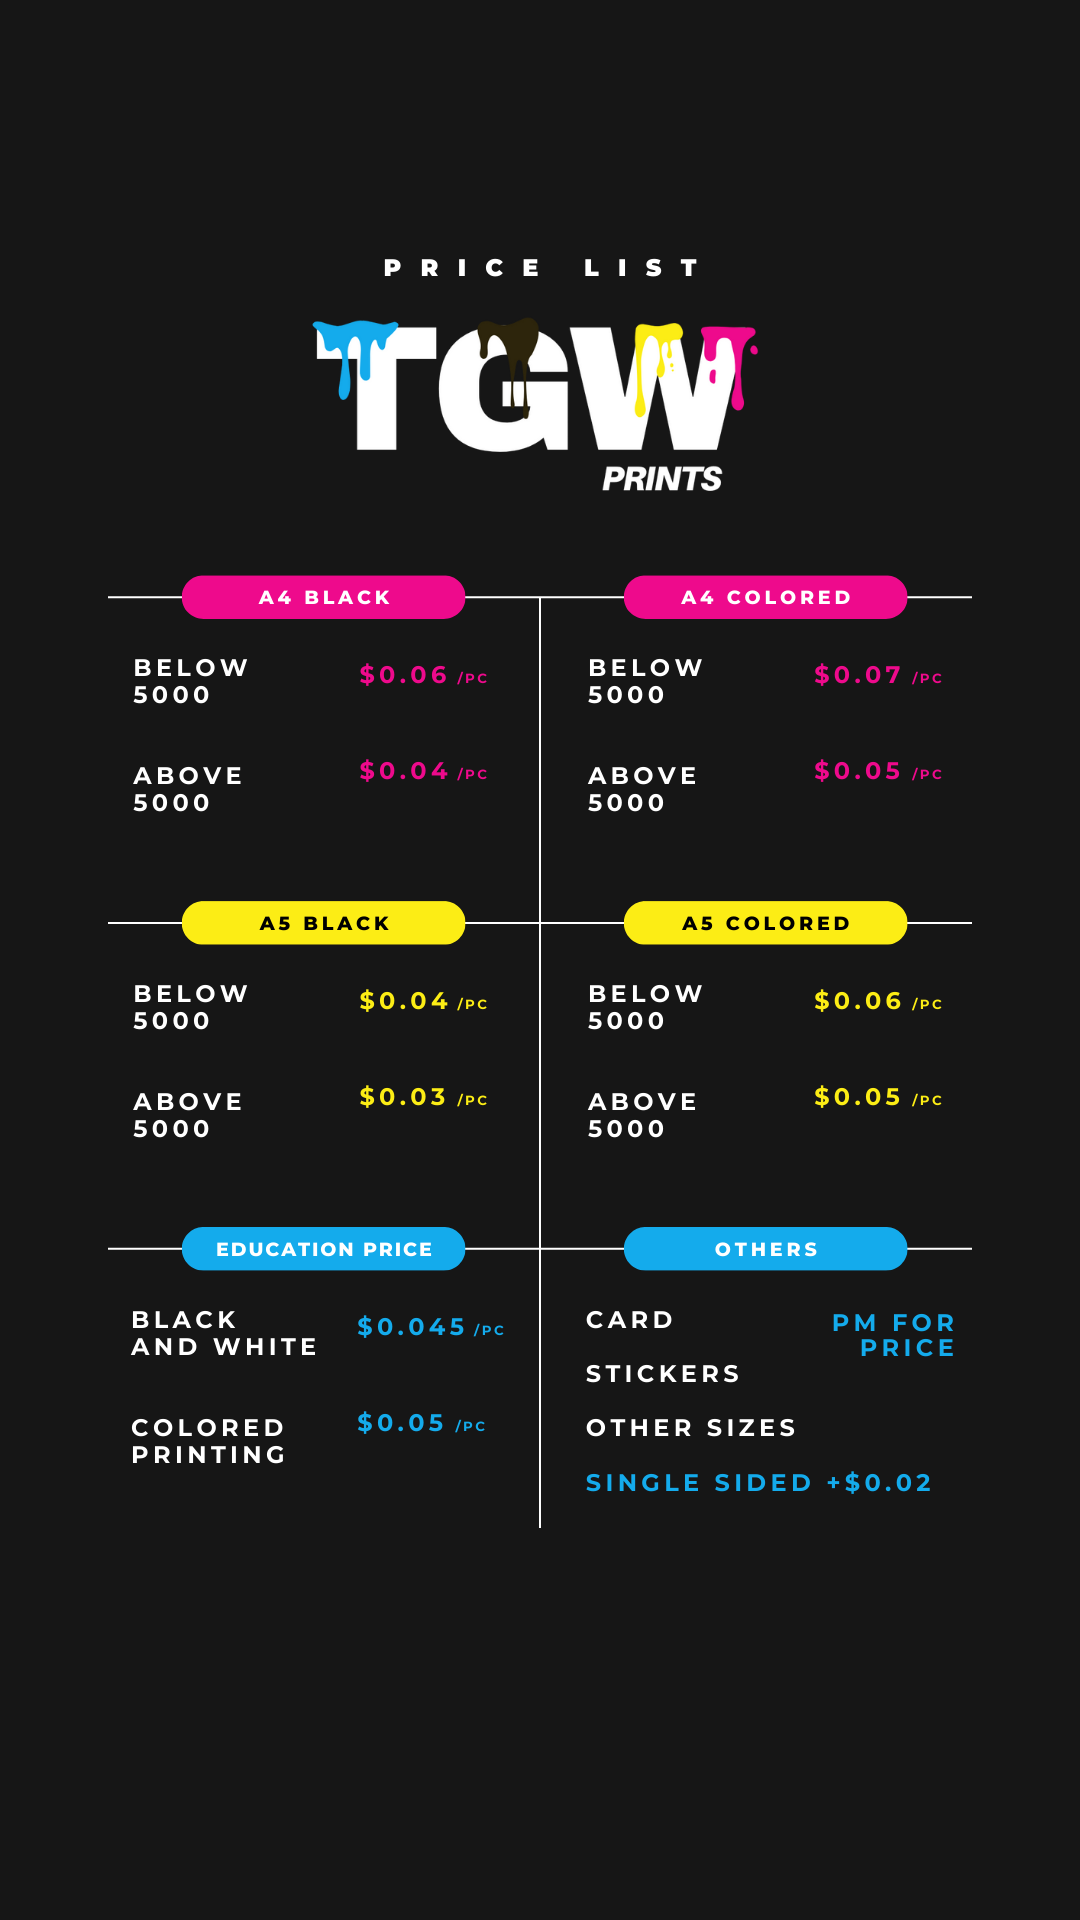 PRICE LIST
TGW
PRINTS
A4 BLACK
BELOW
5000
$0.06 /PC
ABOVE
5000
$0.04 /PC
A4 COLORED
BELOW
5000
$0.07 /PC
ABOVE
5000
$0.05 /PC
A5 BLACK
BELOW
5000
$0.04 /PC
ABOVE
5000
$0.03 /PC
A5 COLORED
BELOW
5000
$0.06 /PC
ABOVE
5000
$0.05 /PC
EDUCATION PRICE
BLACK
AND WHITE
$0.045 /PC
COLORED
PRINTING
$0.05 /PC
OTHERS
CARD
STICKERS
OTHER SIZES
PM FOR
PRICE
SINGLE SIDED +$0.02